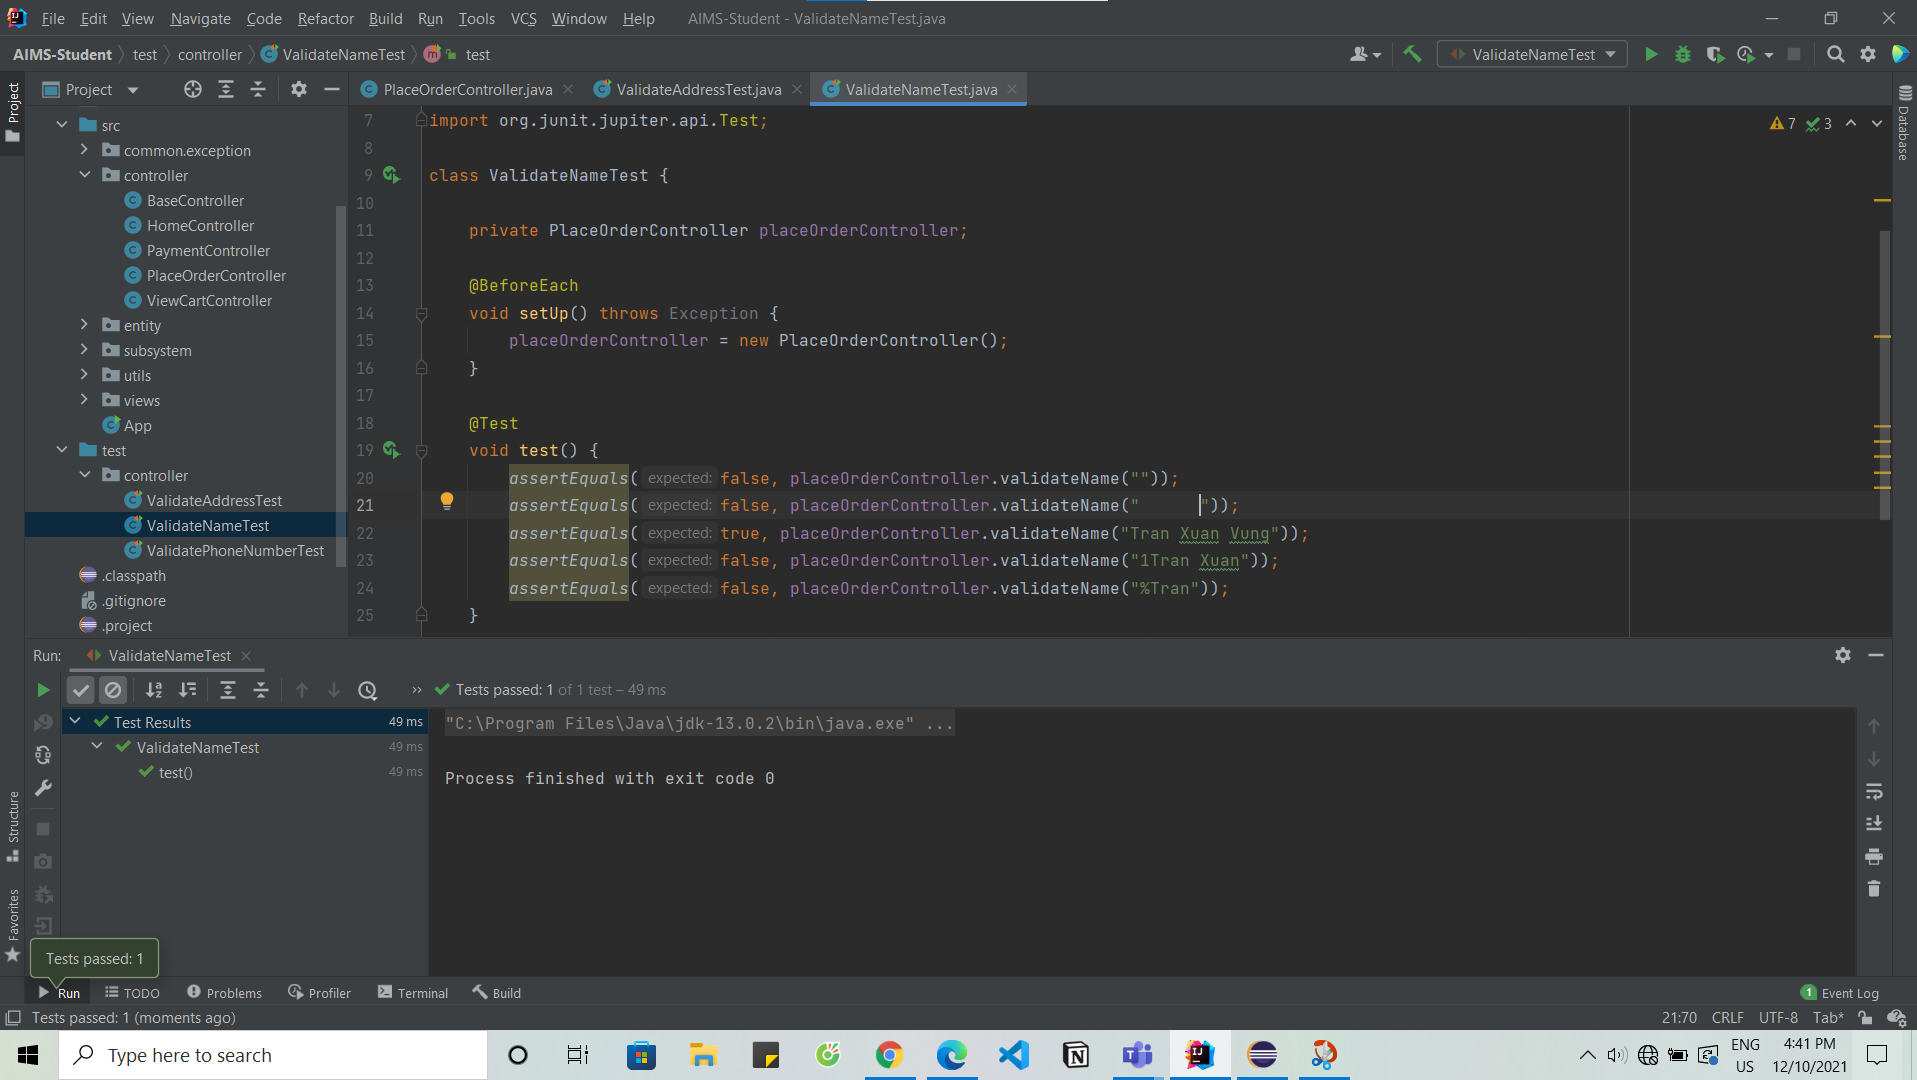 File Edit View Navigate Code Refactor Build Run Tools VCS Window Help AIMS-Student - ValidateNameTest.java
AIMS-Student test controller ValidateNameTest test
ValidateNameTest
Project
PlaceOrderController.java ValidateAddressTest.java ValidateNameTest.java
Project
Database
src
common.exception
controller
BaseController
HomeController
PaymentController
PlaceOrderController
ViewCartController
entity
subsystem
utils
views
App
test
controller
ValidateAddressTest
ValidateNameTest
ValidatePhoneNumberTest
.classpath
.gitignore
.project
7 3
7 import org.junit.jupiter.api.Test;
8
9 class ValidateNameTest {
10
11 private PlaceOrderController placeOrderController;
12
13 @BeforeEach
14 void setUp() throws Exception {
15 placeOrderController = new PlaceOrderController();
16 }
17
18 @Test
19 void test() {
20 assertEquals( expected: false, placeOrderController.validateName(""));
21 assertEquals( expected: false, placeOrderController.validateName("      "));
22 assertEquals( expected: true, placeOrderController.validateName("Tran Xuan Vung"));
23 assertEquals( expected: false, placeOrderController.validateName("1Tran Xuan"));
24 assertEquals( expected: false, placeOrderController.validateName("%Tran"));
25 }
Run: ValidateNameTest
Tests passed: 1 of 1 test – 49 ms
Test Results 49 ms
ValidateNameTest 49 ms
test() 49 ms
"C:\Program Files\Java\jdk-13.0.2\bin\java.exe" ...
Process finished with exit code 0
Structure
Favorites
Tests passed: 1
Run TODO Problems Profiler Terminal Build
1 Event Log
Tests passed: 1 (moments ago)
21:70 CRLF UTF-8 Tab*
Type here to search
ENG
US
4:41 PM
12/10/2021